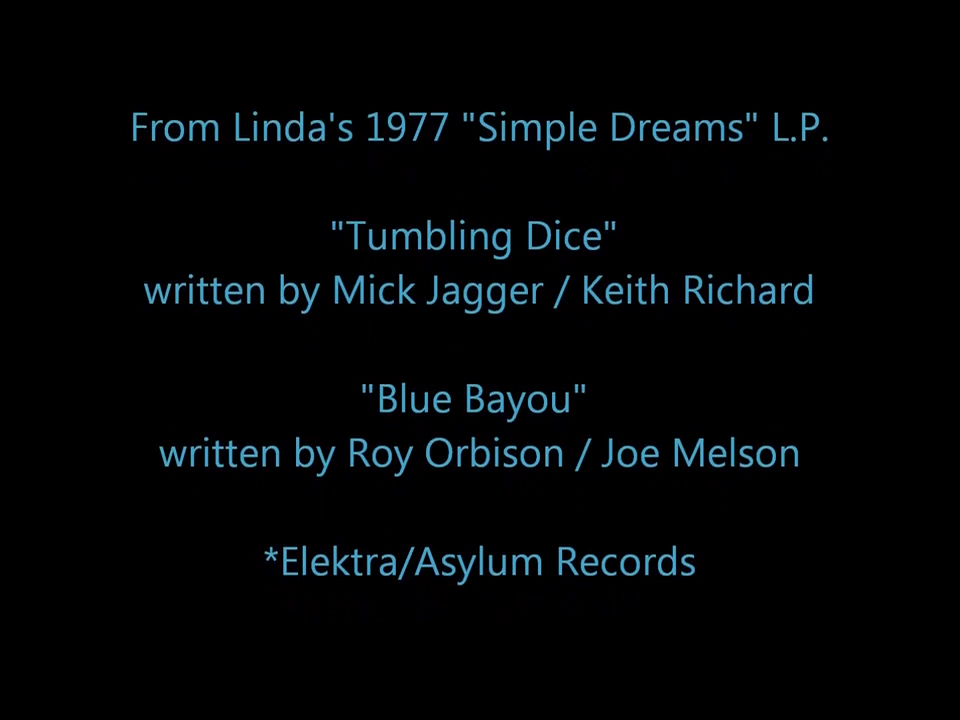 From Linda's 1977 "Simple Dreams" L.P.
"Tumbling Dice"
written by Mick Jagger / Keith Richard
"Blue Bayou"
written by Roy Orbison / Joe Melson
*Elektra/Asylum Records